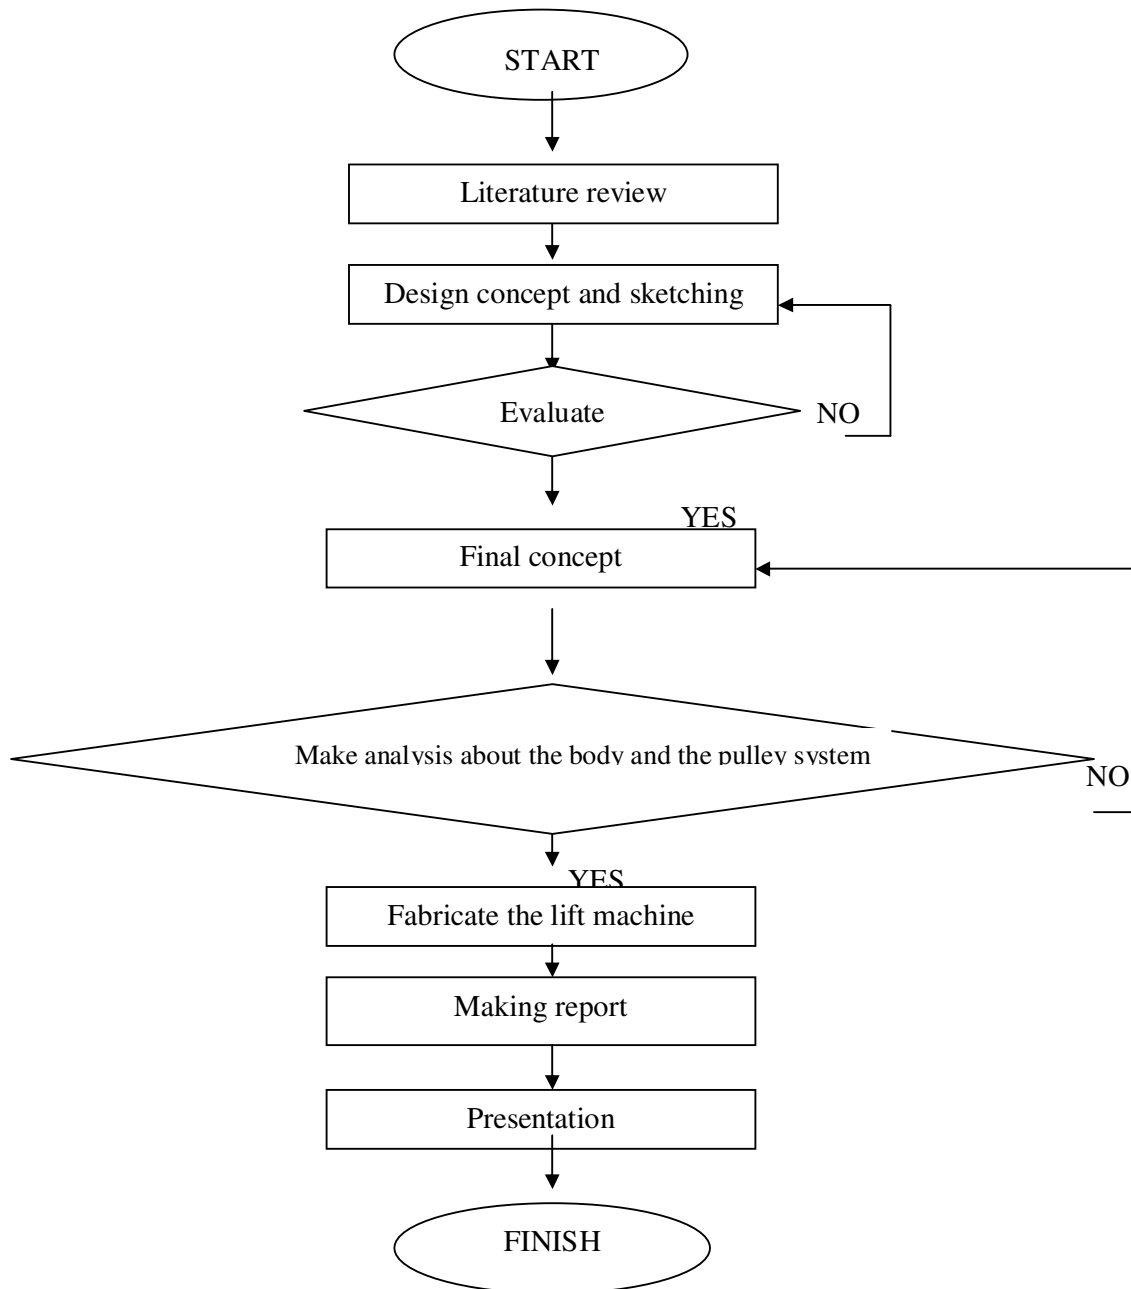 START
Literature review
Design concept and sketching
Evaluate
NO
YES
Final concept
Make analysis about the body and the pulley system
NO
YES
Fabricate the lift machine
Making report
Presentation
FINISH